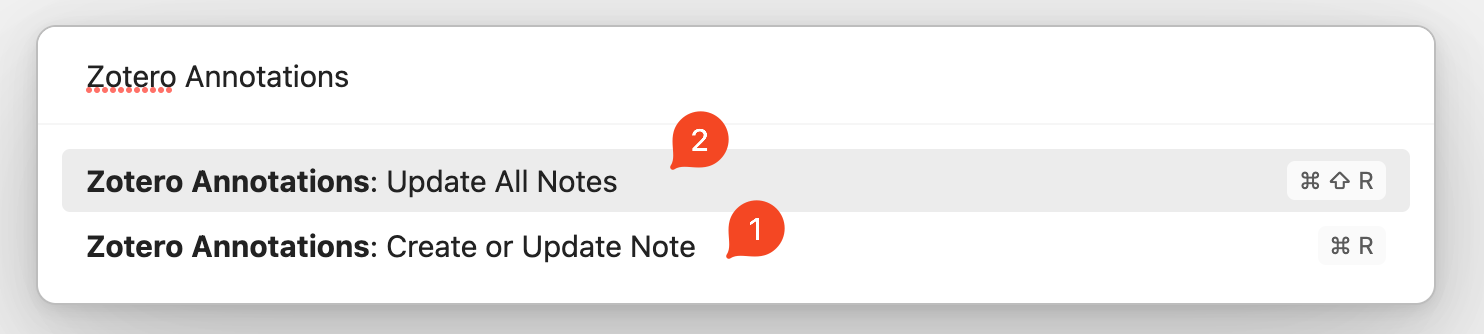 Zotero Annotations
2
Zotero Annotations: Update All Notes ⌘ ⇧ R
1
Zotero Annotations: Create or Update Note ⌘ R